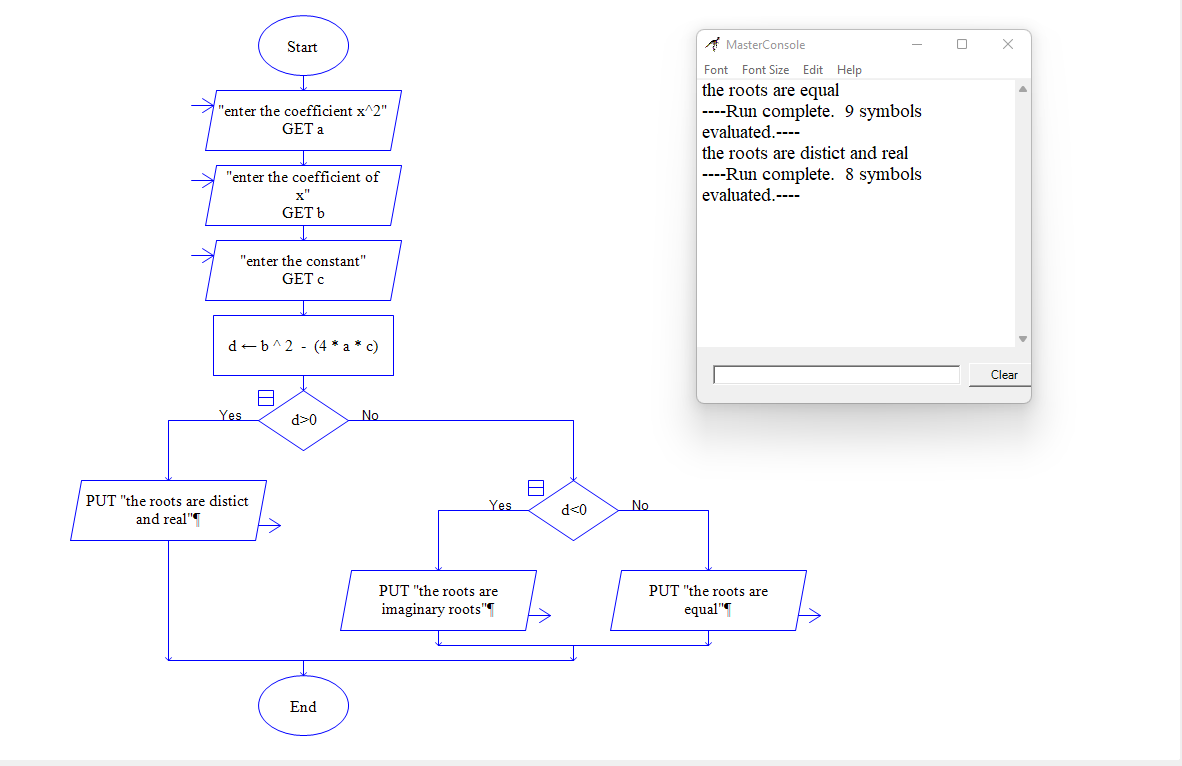 Start
"enter the coefficient x^2"
GET a
"enter the coefficient of
x"
GET b
"enter the constant"
GET c
d ← b ^ 2 - (4 * a * c)
Yes
d>0
No
PUT "the roots are distict
and real"¶
Yes
d<0
No
PUT "the roots are
imaginary roots"¶
PUT "the roots are
equal"¶
End
MasterConsole
Font Font Size Edit Help
the roots are equal
----Run complete. 9 symbols
evaluated.----
the roots are distict and real
----Run complete. 8 symbols
evaluated.----
Clear